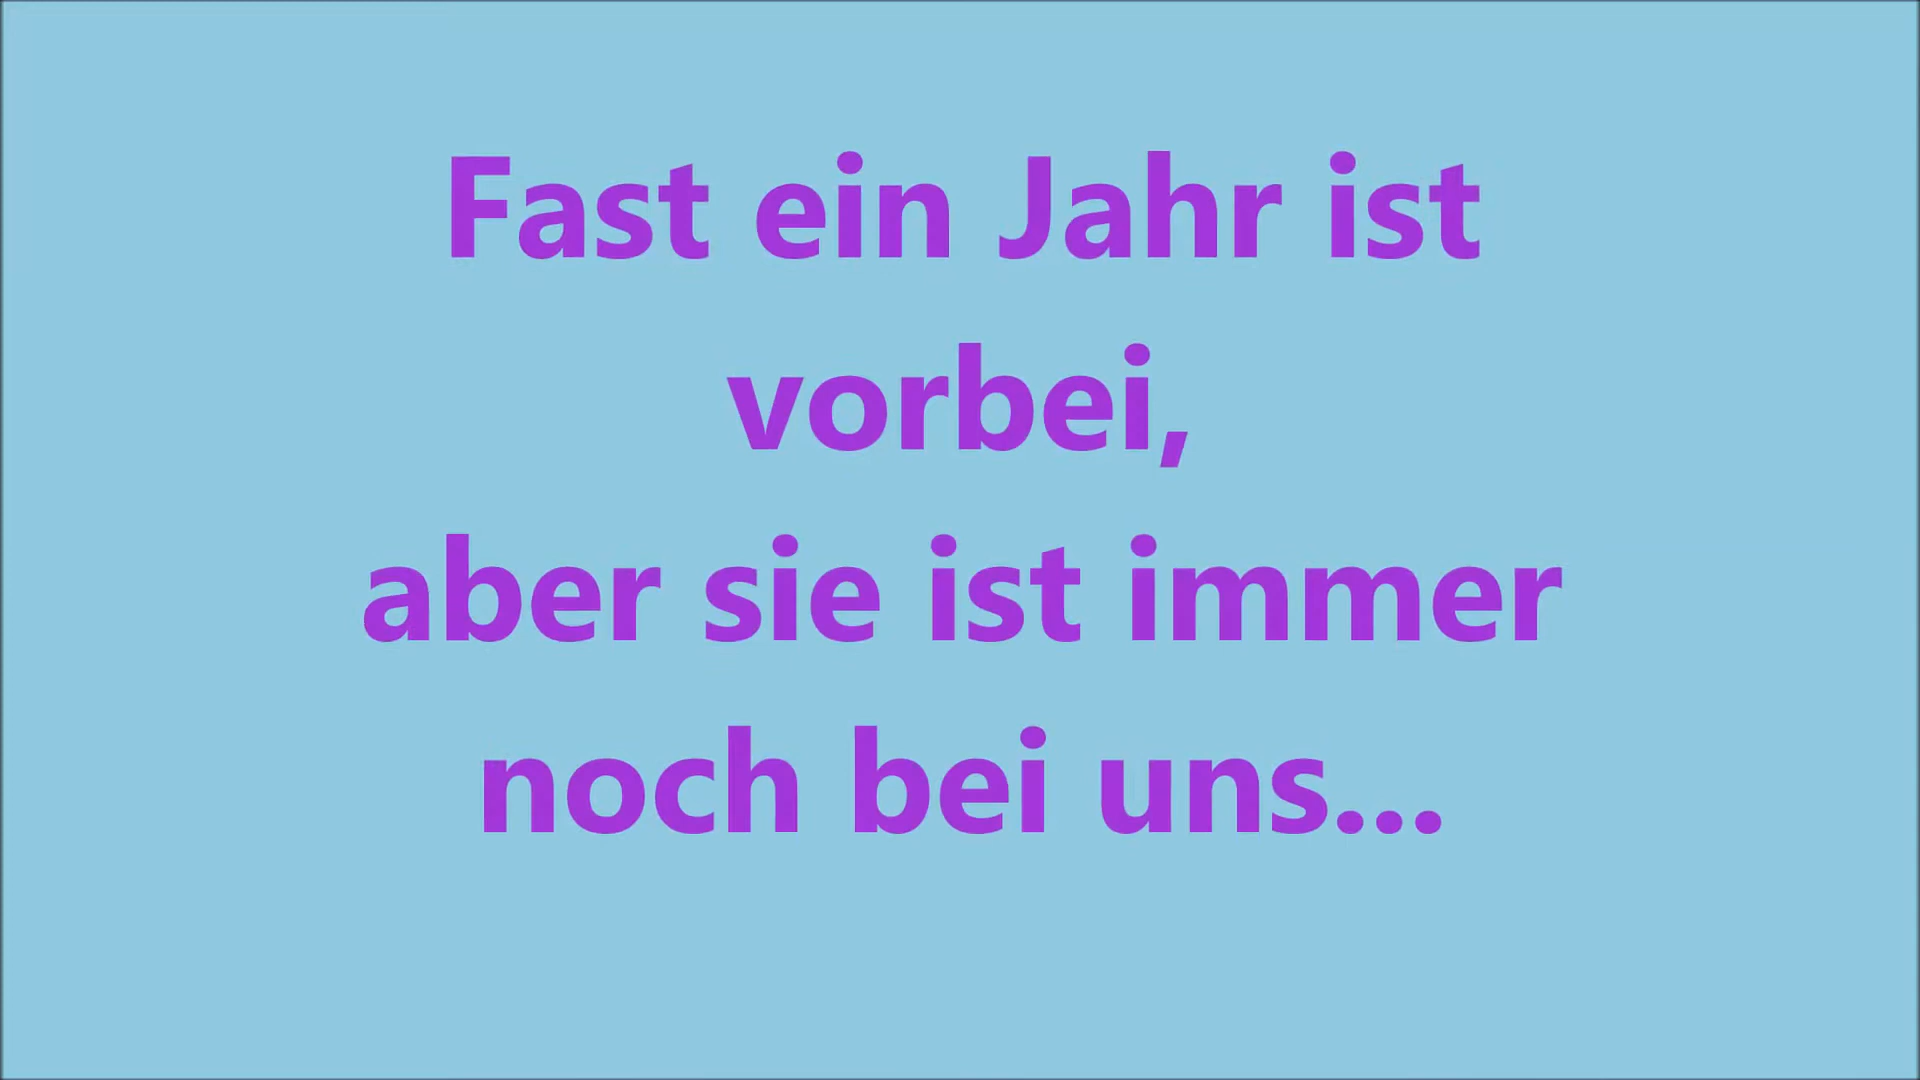 Fast ein Jahr ist
vorbei,
aber sie ist immer
noch bei uns...